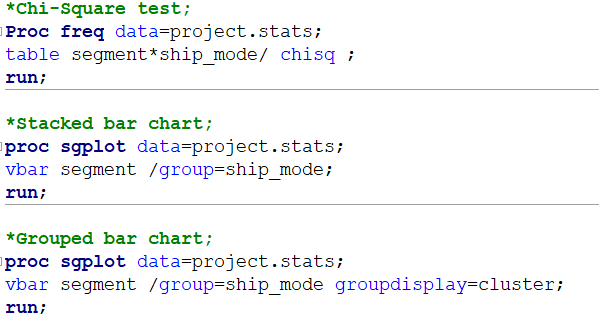 *Chi-Square test;
Proc freq data=project.stats;
table segment*ship_mode/ chisq ;
run;
*Stacked bar chart;
proc sgplot data=project.stats;
vbar segment /group=ship_mode;
run;
*Grouped bar chart;
proc sgplot data=project.stats;
vbar segment /group=ship_mode groupdisplay=cluster;
run;